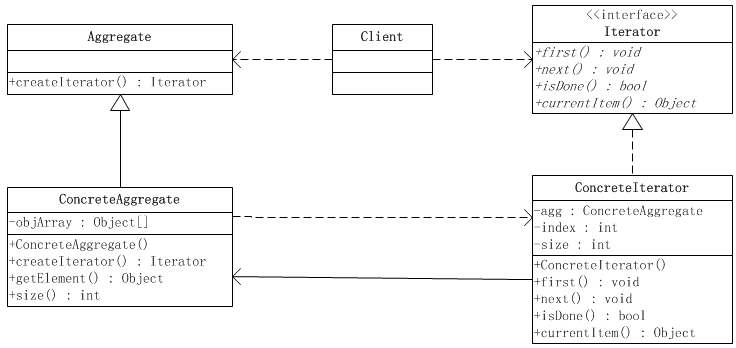 Aggregate
+createIterator() : Iterator
Client
<<interface>>
Iterator
+first() : void
+next() : void
+isDone() : bool
+currentItem() : Object
ConcreteAggregate
-objArray : Object[]
+ConcreteAggregate()
+createIterator() : Iterator
+getElement() : Object
+size() : int
ConcreteIterator
-agg : ConcreteAggregate
-index : int
-size : int
+ConcreteIterator()
+first() : void
+next() : void
+isDone() : bool
+currentItem() : Object